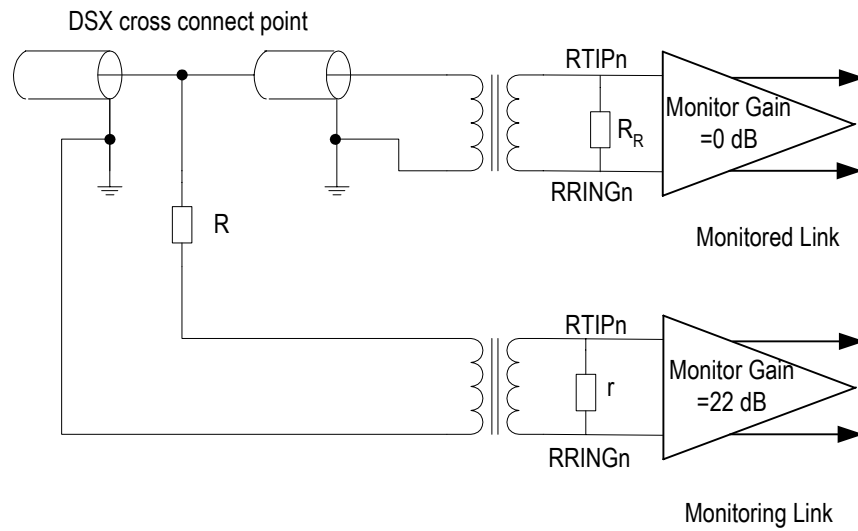 DSX cross connect point
RTIPn
Monitor Gain
=0 dB
RR
RRINGn
Monitored Link
R
RTIPn
Monitor Gain
=22 dB
r
RRINGn
Monitoring Link